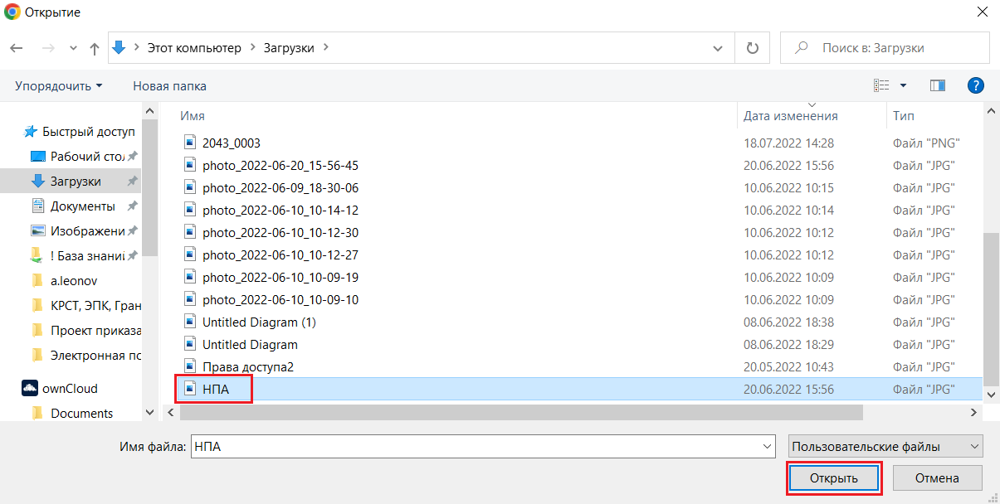 Открытие
Этот компьютер > Загрузки >
Поиск в: Загрузки
Упорядочить
Новая папка
?
Быстрый доступ
Рабочий стол
Загрузки
Документы
Изображени
! База знаний
a.leonov
КРСТ, ЭПК, Гран
Проект приказа
Электронная по
ownCloud
Documents
Имя Дата изменения Тип
2043_0003 18.07.2022 14:28 Файл "PNG"
photo_2022-06-20_15-56-45 20.06.2022 15:56 Файл "JPG"
photo_2022-06-09_18-30-06 10.06.2022 10:15 Файл "JPG"
photo_2022-06-10_10-14-12 10.06.2022 10:14 Файл "JPG"
photo_2022-06-10_10-12-30 10.06.2022 10:12 Файл "JPG"
photo_2022-06-10_10-12-27 10.06.2022 10:12 Файл "JPG"
photo_2022-06-10_10-09-19 10.06.2022 10:09 Файл "JPG"
photo_2022-06-10_10-09-10 10.06.2022 10:09 Файл "JPG"
Untitled Diagram (1) 08.06.2022 18:38 Файл "JPG"
Untitled Diagram 08.06.2022 18:29 Файл "JPG"
Права доступа2 20.05.2022 10:43 Файл "JPG"
НПА 20.06.2022 15:56 Файл "JPG"
Имя файла: НПА
Пользовательские файлы
Открыть
Отмена